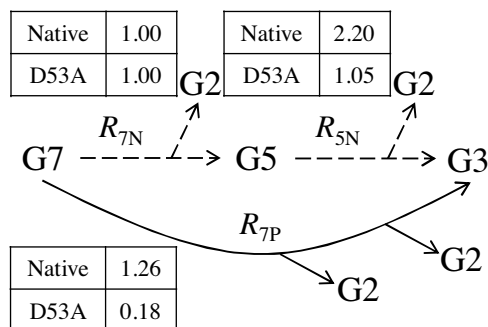 Native 1.00
D53A 1.00
Native 2.20
D53A 1.05
G2
G2
R7N
R5N
G7
G5
G3
R7P
G2
G2
Native 1.26
D53A 0.18